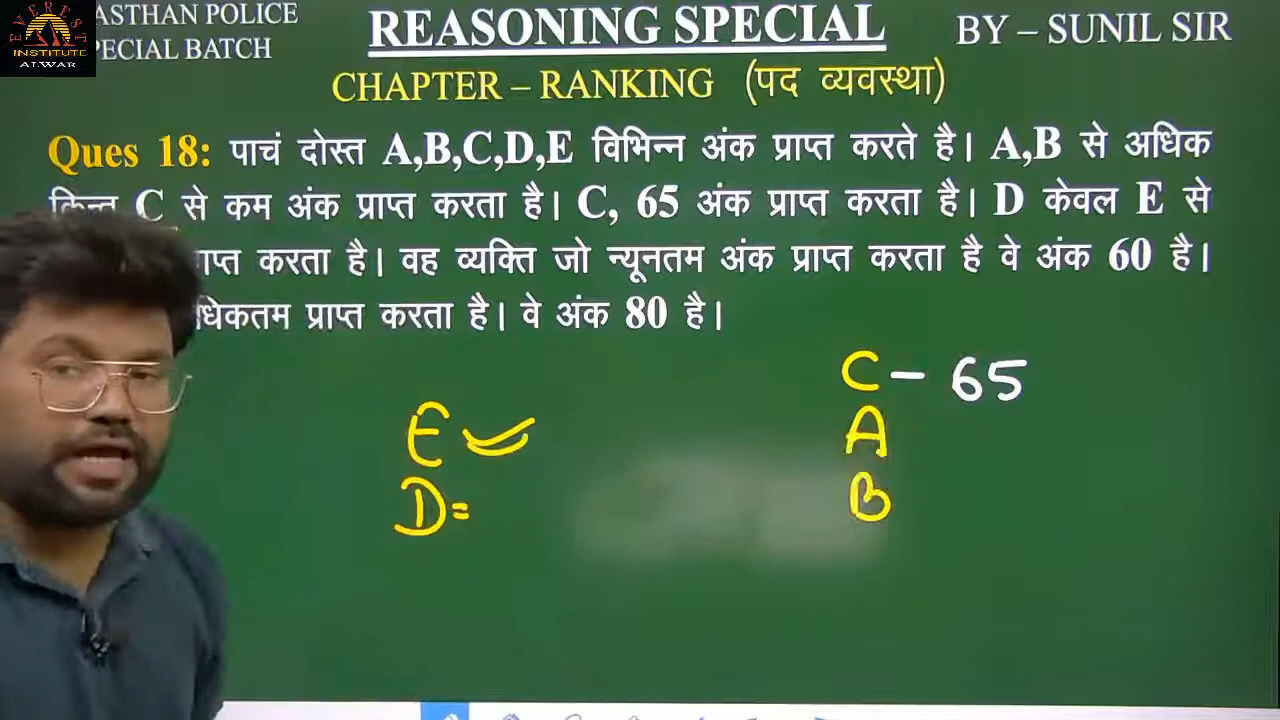 EVEREST
INSTITUTE
ALWAR
ASTHAN POLICE
PECIAL BATCH
REASONING SPECIAL
BY – SUNIL SIR
CHAPTER – RANKING (पद व्यवस्था)
Ques 18: पाचं दोस्त A,B,C,D,E विभिन्न अंक प्राप्त करते है। A,B से अधिक
C से कम अंक प्राप्त करता है। C, 65 अंक प्राप्त करता है। D केवल E से
प्त करता है। वह व्यक्ति जो न्यूनतम अंक प्राप्त करता है वे अंक 60 है।
धिकतम प्राप्त करता है। वे अंक 80 है।
C – 65
E
A
D=
B